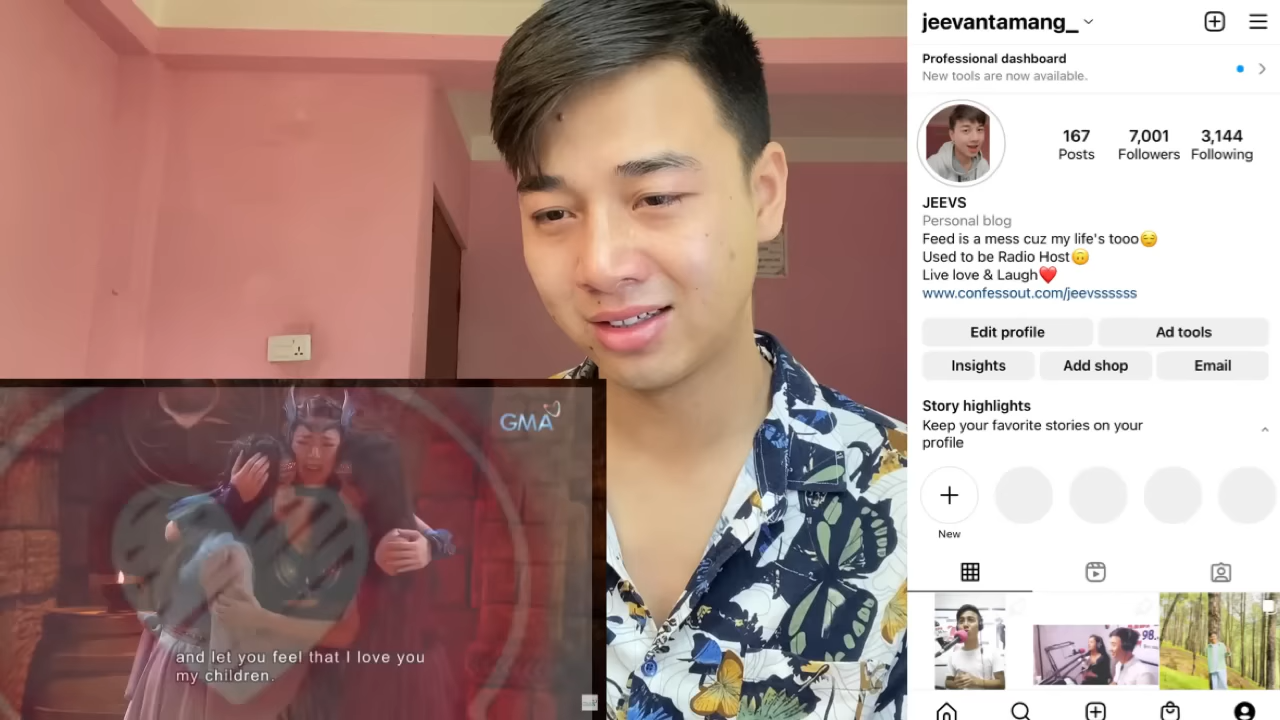 jeevantamang_
Professional dashboard
New tools are now available.
167
7,001
3,144
Posts
Followers
Following
JEEVS
Personal blog
Feed is a mess cuz my life's tooo😌
Used to be Radio Host🙃
Live love & Laugh❤️
www.confessout.com/jeevssssss
Edit profile
Ad tools
Insights
Add shop
Email
Story highlights
Keep your favorite stories on your
profile
New
98.
GMA
and let you feel that I love you
my children.